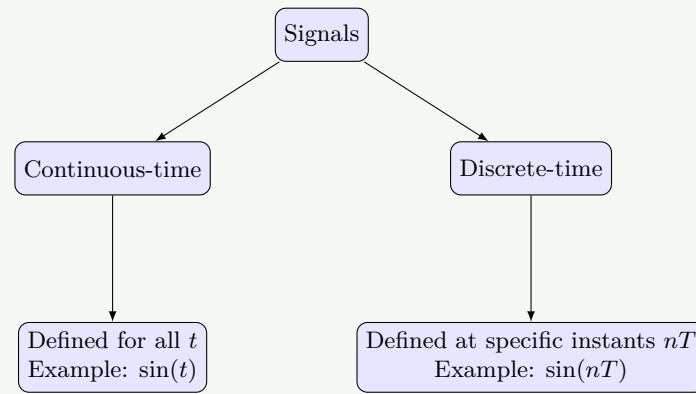 Signals
Continuous-time
Discrete-time
Defined for all t
Example: sin(t)
Defined at specific instants nT
Example: sin(nT)